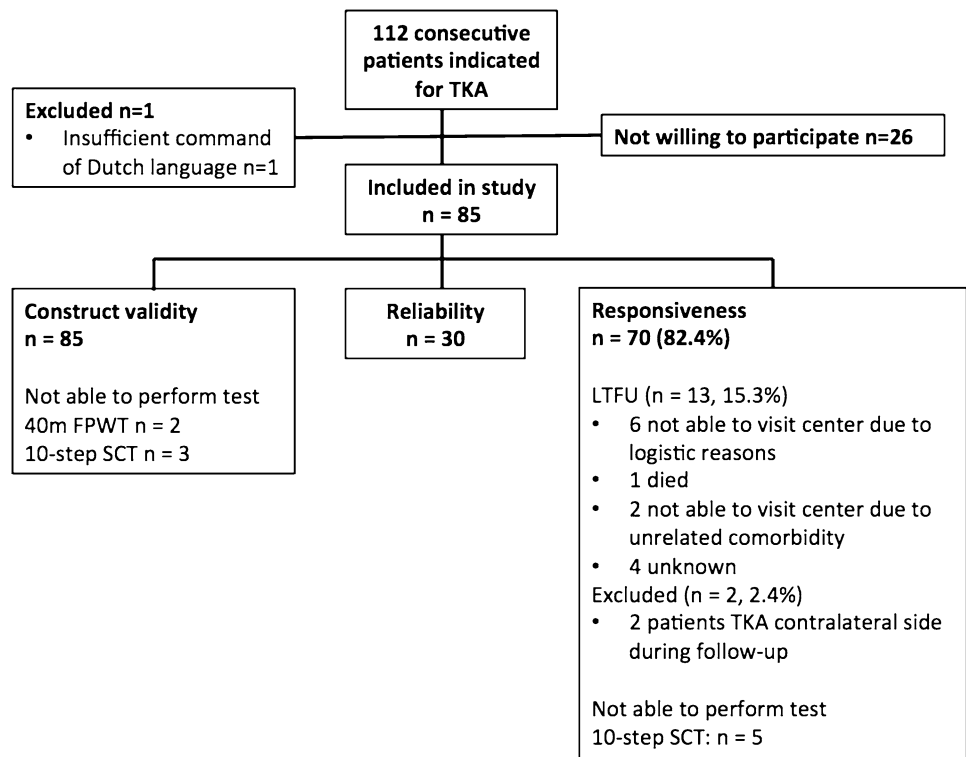 112 consecutive
patients indicated
for TKA
Excluded n=1
• Insufficient command
of Dutch language n=1
Not willing to participate n=26
Included in study
n = 85
Construct validity
n = 85
Not able to perform test
40m FPWT n = 2
10-step SCT n = 3
Reliability
n = 30
Responsiveness
n = 70 (82.4%)
LTFU (n = 13, 15.3%)
• 6 not able to visit center due to
logistic reasons
• 1 died
• 2 not able to visit center due to
unrelated comorbidity
• 4 unknown
Excluded (n = 2, 2.4%)
• 2 patients TKA contralateral side
during follow-up
Not able to perform test
10-step SCT: n = 5